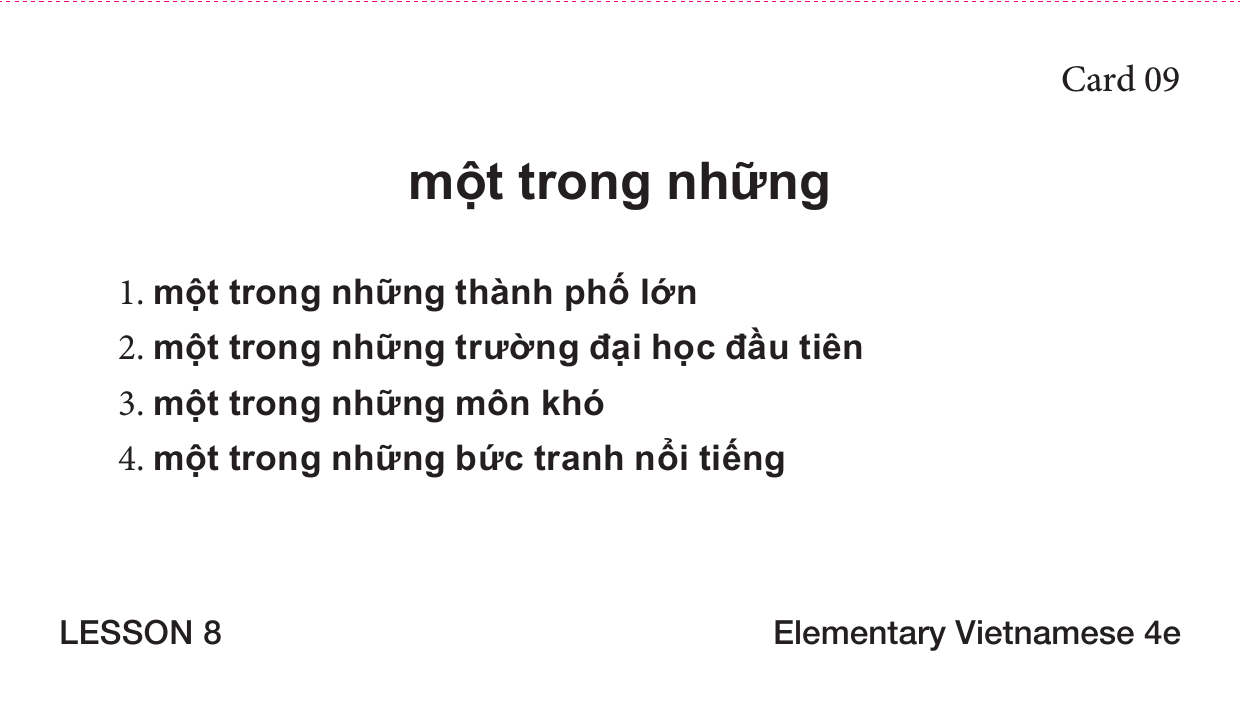 Card 09
một trong những
1. một trong những thành phố lớn
2. một trong những trường đại học đầu tiên
3. một trong những môn khó
4. một trong những bức tranh nổi tiếng
LESSON 8
Elementary Vietnamese 4e